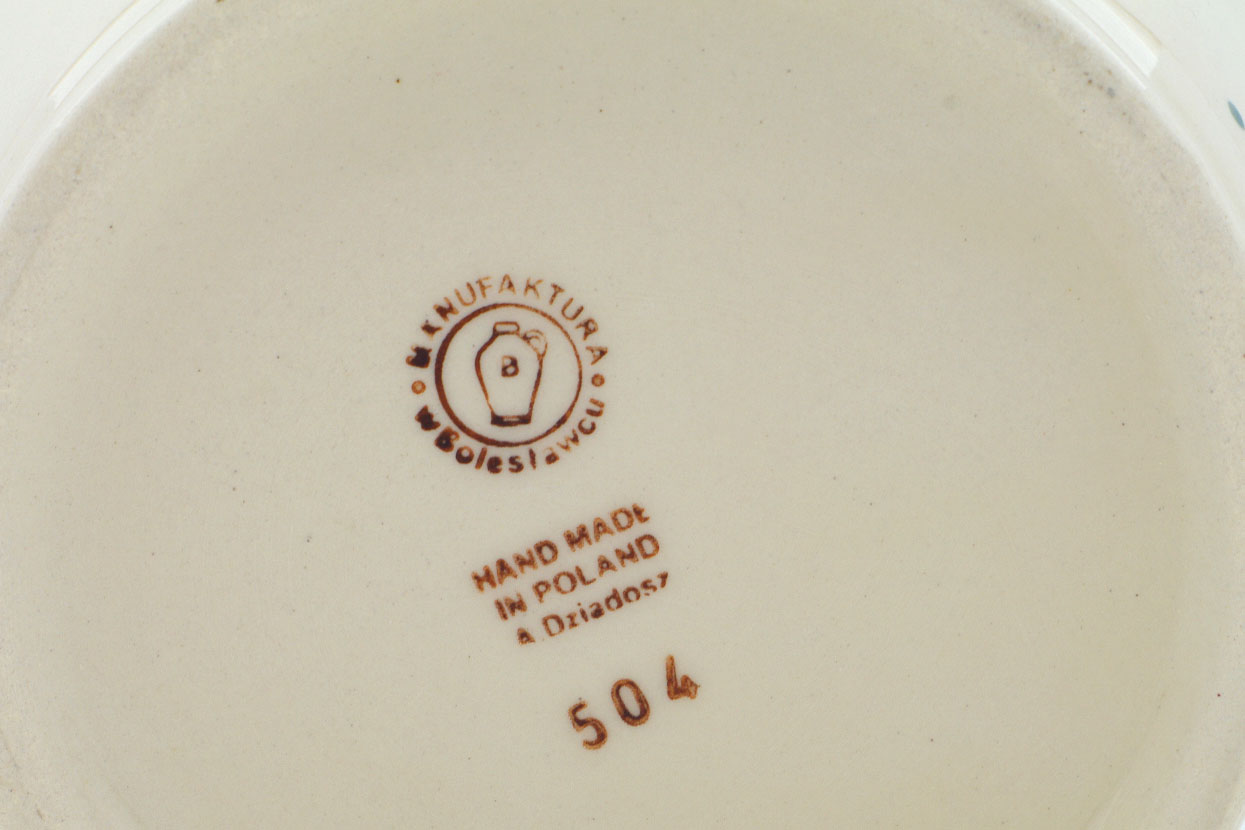 MANUFAKTURA
w Bolesławcu
B
HAND MADE
IN POLAND
A. Dziadosz
504